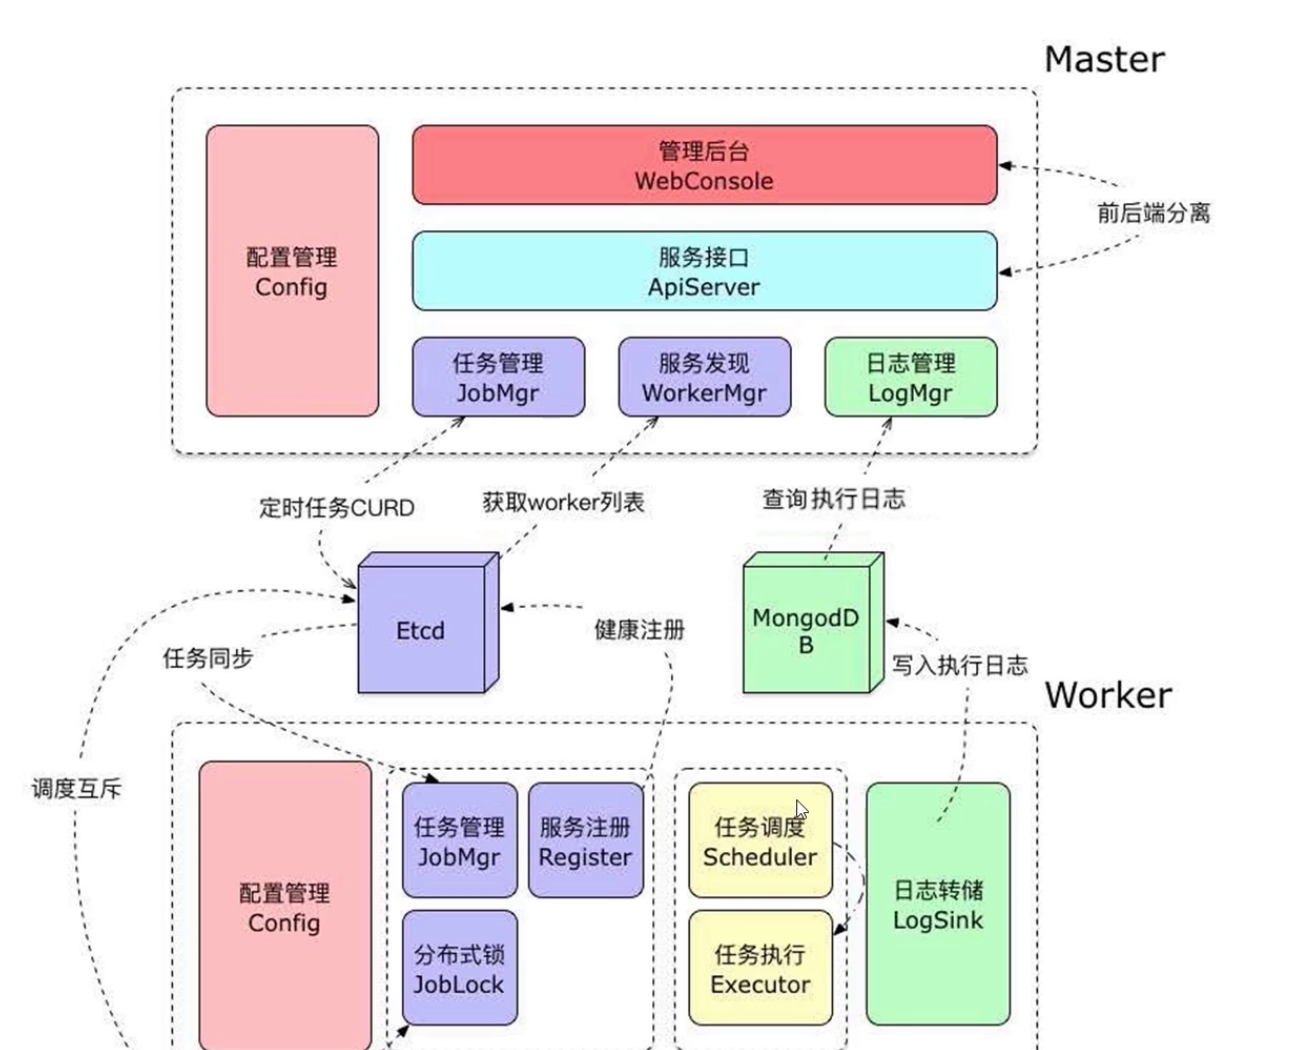 Master
管理后台
WebConsole
前后端分离
配置管理
Config
服务接口
ApiServer
任务管理
JobMgr
服务发现
WorkerMgr
日志管理
LogMgr
定时任务CURD
获取worker列表
查询执行日志
Etcd
MongodD
B
健康注册
任务同步
写入执行日志
Worker
调度互斥
配置管理
Config
任务管理
JobMgr
服务注册
Register
分布式锁
JobLock
任务调度
Scheduler
任务执行
Executor
日志转储
LogSink